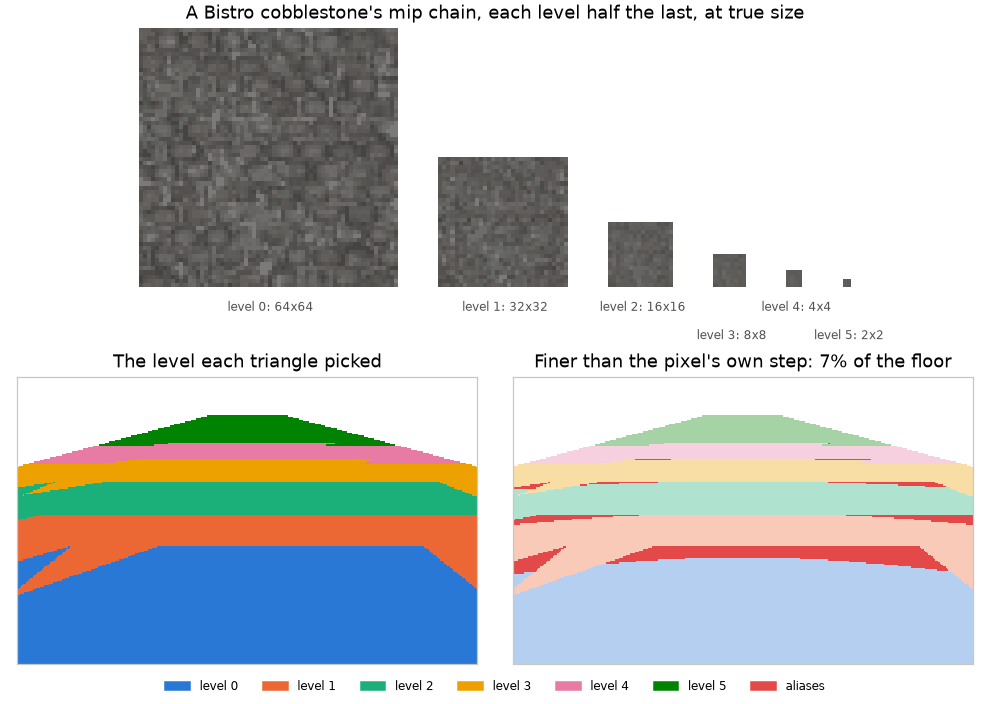 A Bistro cobblestone's mip chain, each level half the last, at true size
level 0: 64x64
level 1: 32x32
level 2: 16x16
level 4: 4x4
level 3: 8x8
level 5: 2x2
The level each triangle picked
Finer than the pixel's own step: 7% of the floor
level 0
level 1
level 2
level 3
level 4
level 5
aliases